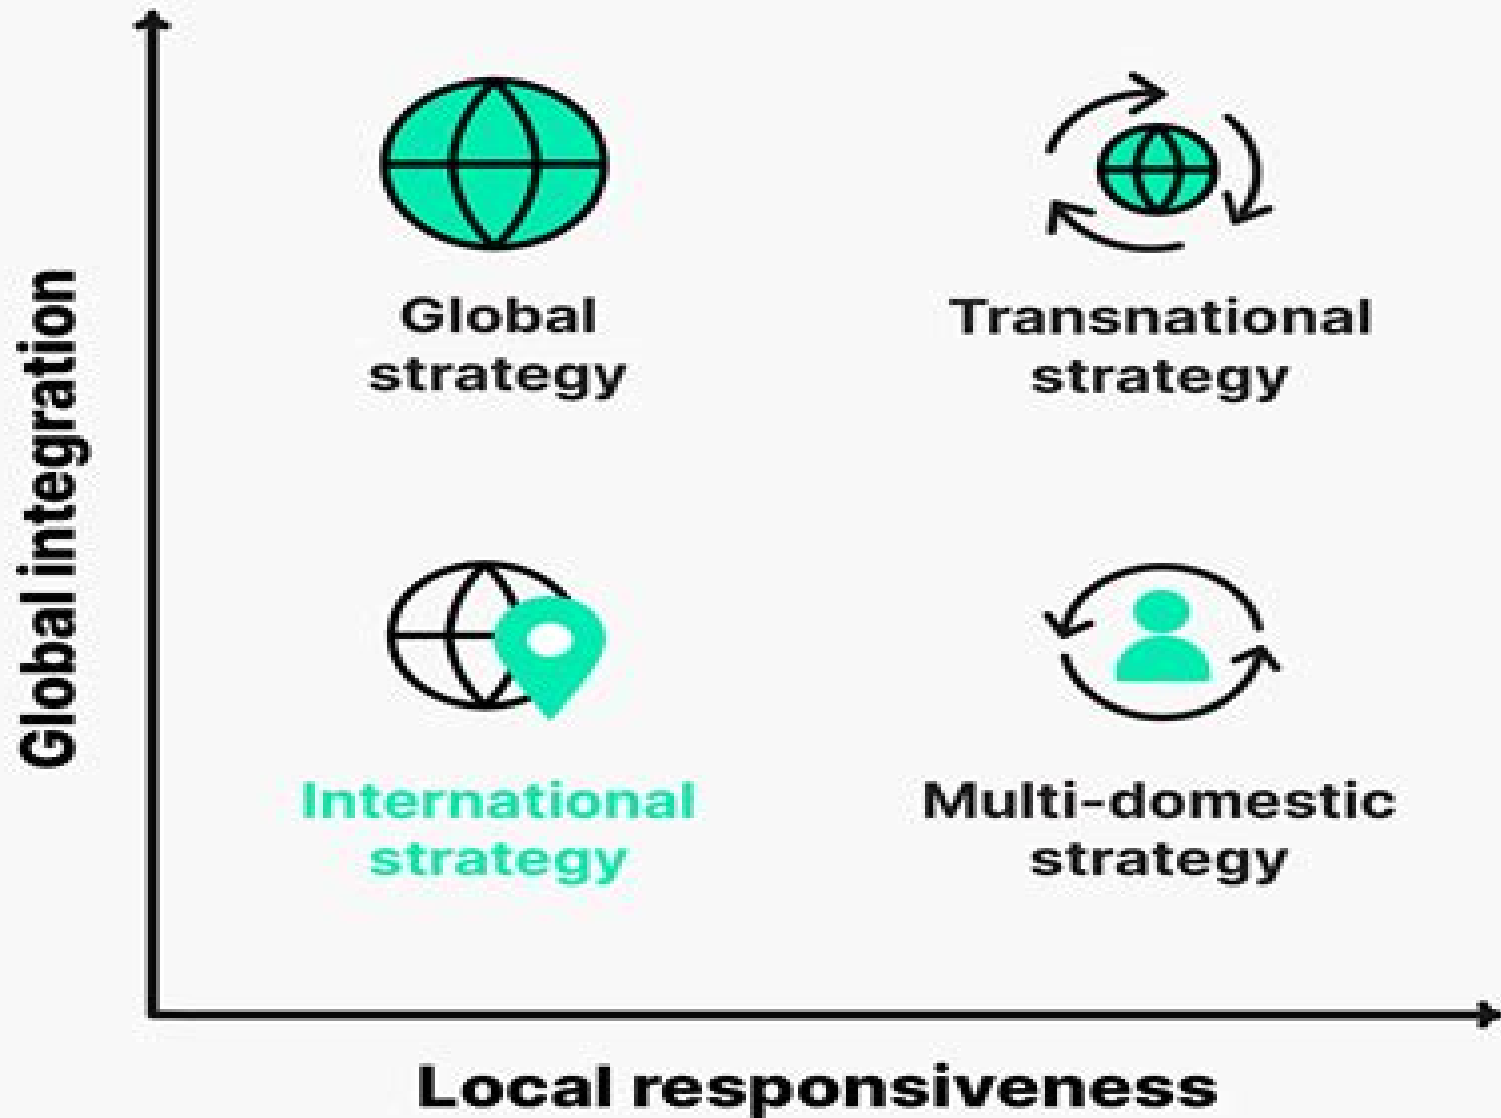 Global integration
Global
strategy
Transnational
strategy
International
strategy
Multi-domestic
strategy
Local responsiveness